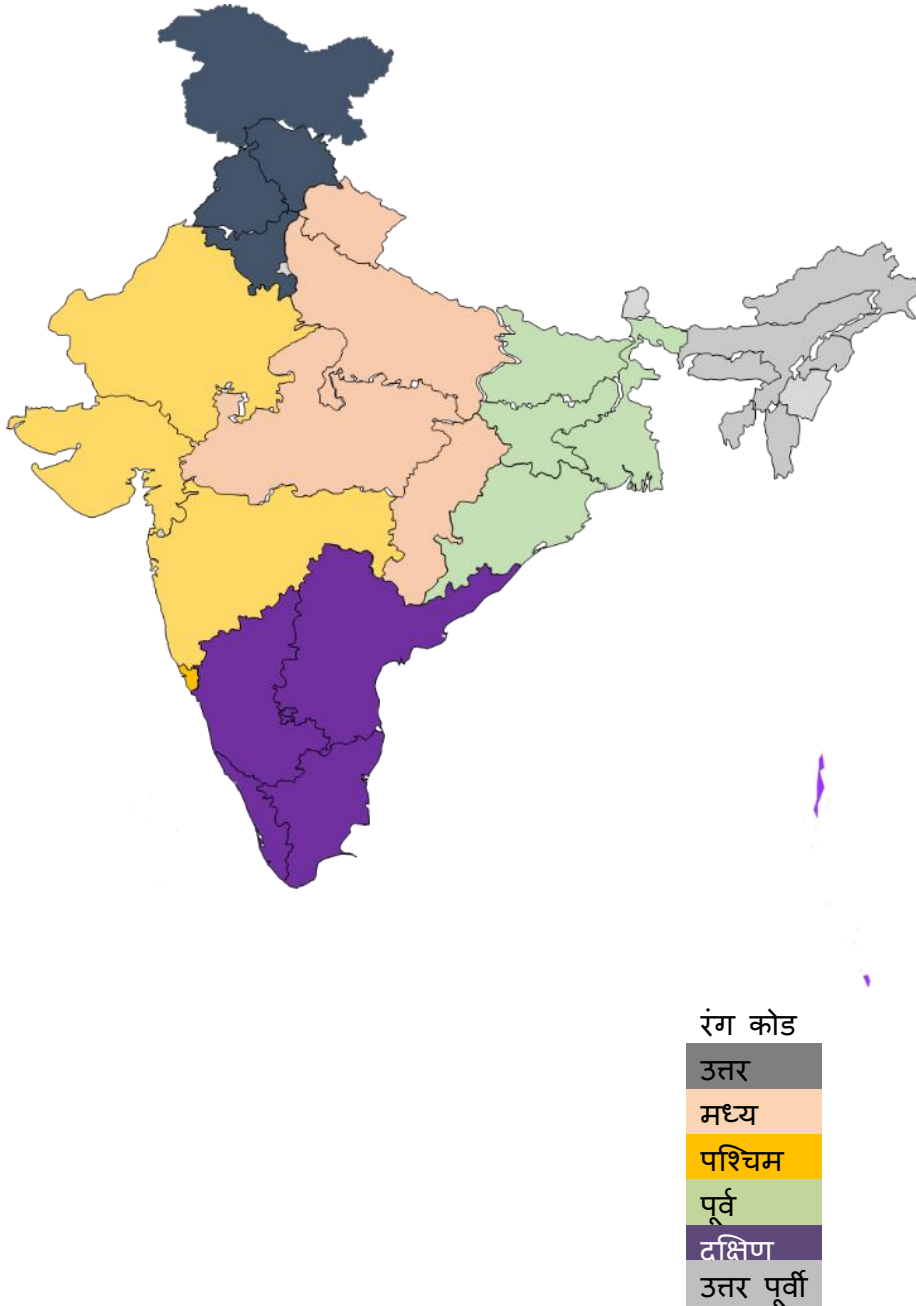 रंग कोड
उत्तर
मध्य
पश्चिम
पूर्व
दक्षिण
उत्तर पूर्वी